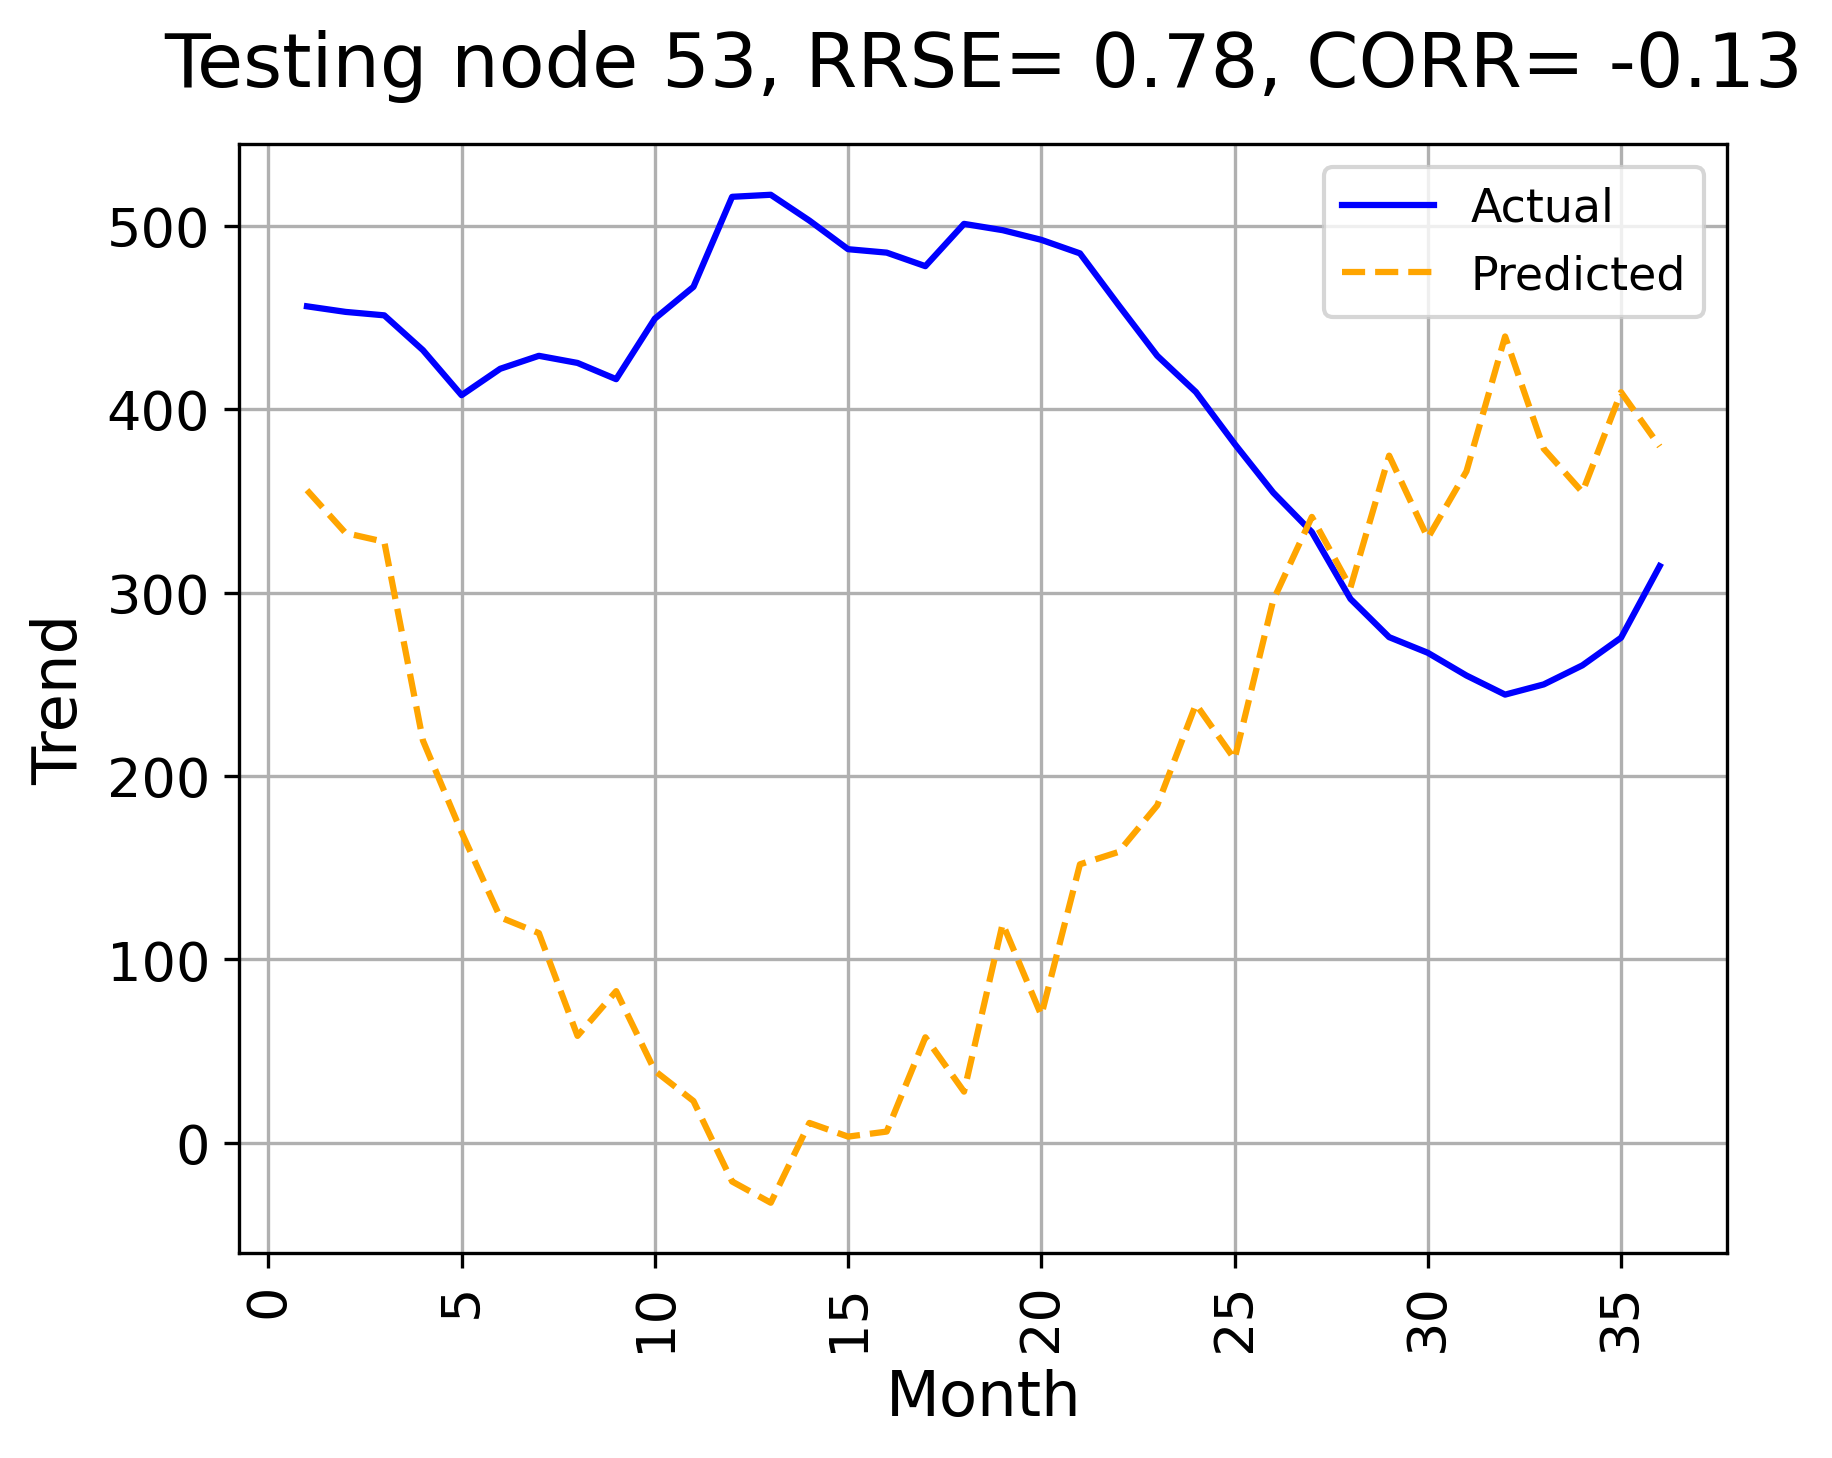 Testing node 53, RRSE= 0.78, CORR= -0.13
Actual
Predicted
500
400
300
200
100
0
Trend
0 5 10 15 20 25 30 35
Month